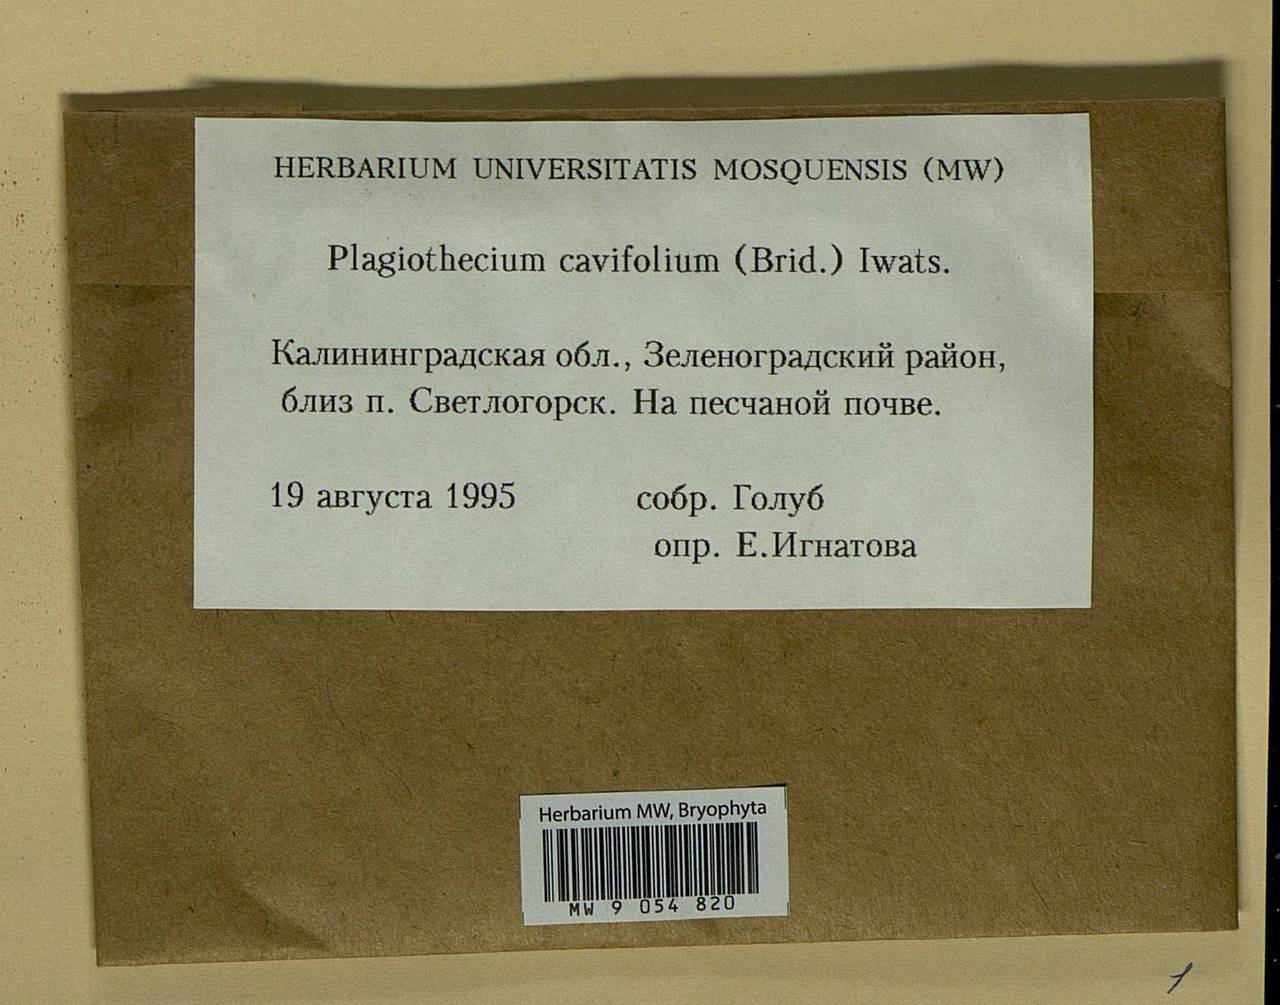 HERBARIUM UNIVERSITATIS MOSQUENSIS (MW)
Plagiothecium cavifolium (Brid.) Iwats.
Калининградская обл., Зеленоградский район,
близ п. Светлогорск. На песчаной почве.
19 августа 1995 собр. Голуб
опр. Е.Игнатова
Herbarium MW, Bryophyta
MW 9 054 820
1